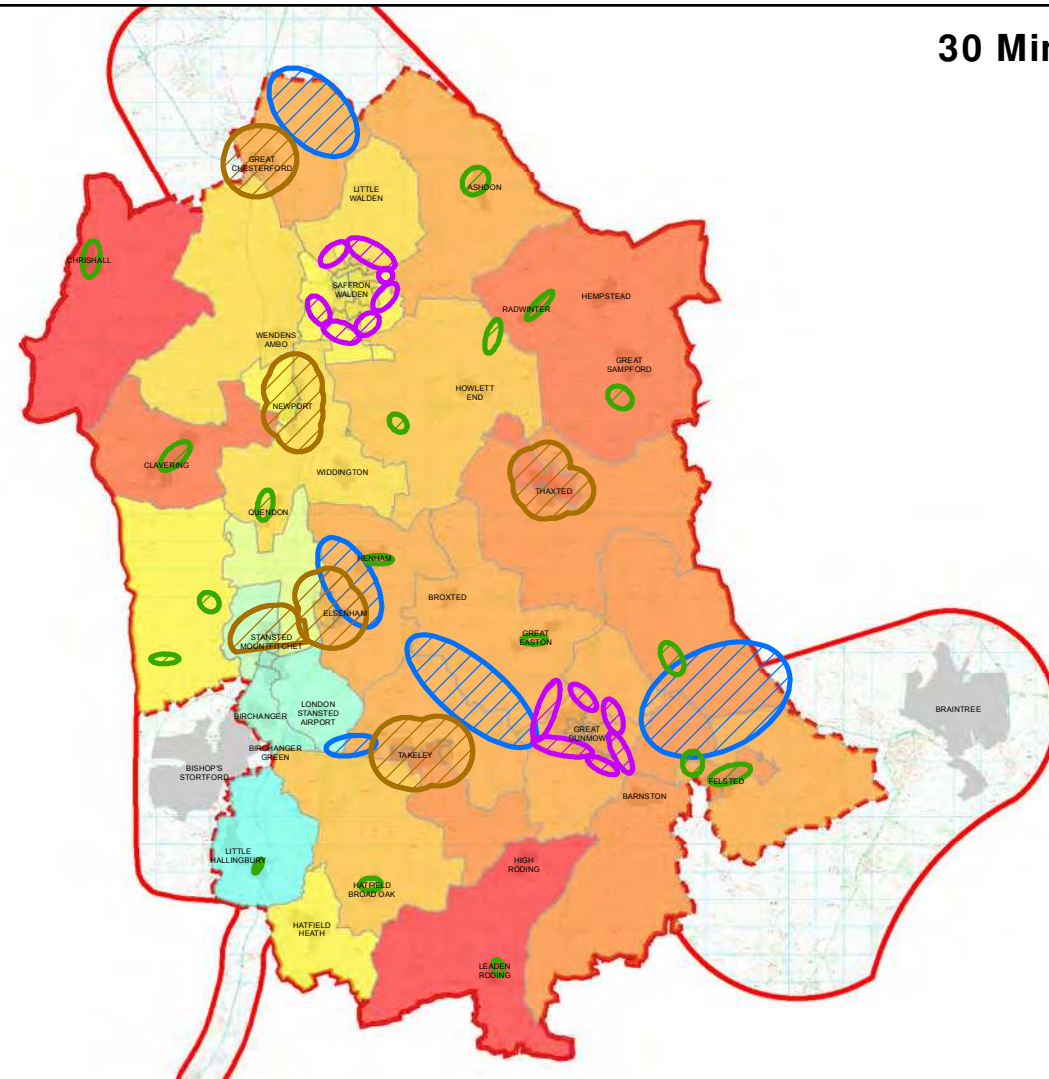 30 Min
GREAT
CHESTERFORD
LITTLE
WALDEN
ASHDON
CHRISHALL
SAFFRON
WALDEN
HEMPSTEAD
RADWINTER
WENDENS
AMBO
GREAT
SAMPFORD
HOWLETT
END
NEWPORT
CLAVERING
WIDDINGTON
THAXTED
QUENDON
HENHAM
BROXTED
ELSENHAM
STANSTED
MOUNTFITCHET
GREAT
EASTON
LONDON
STANSTED
AIRPORT
BIRCHANGER
BRAINTREE
GREAT
DUNMOW
BIRCHANGER
GREEN
TAKELEY
BISHOP'S
STORTFORD
FELSTED
BARNSTON
LITTLE
HALLINGBURY
HIGH
RODING
HATFIELD
BROAD OAK
HATFIELD
HEATH
LEADEN
RODING